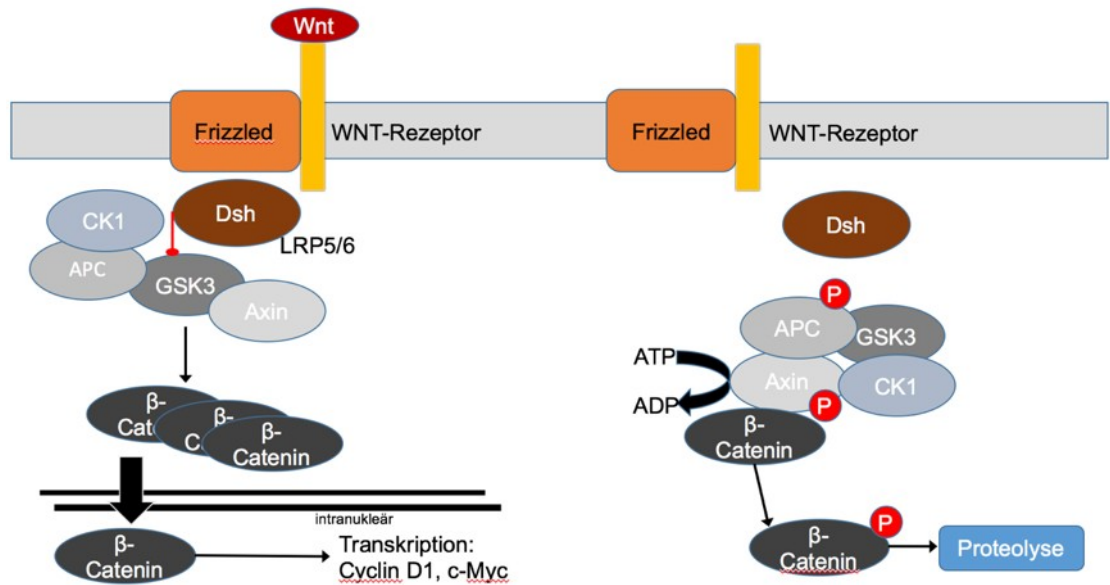 Wnt
Frizzled
WNT-Rezeptor
Frizzled
WNT-Rezeptor
CK1
Dsh
LRP5/6
APC
GSK3
Axin
Dsh
P
APC
GSK3
ATP
Axin
CK1
ADP
P
β-
Catenin
β-
Cat
β-
C
β-
Catenin
intranukleär
β-
Catenin
Transkription:
Cyclin D1, c-Myc
P
β-
Catenin
Proteolyse